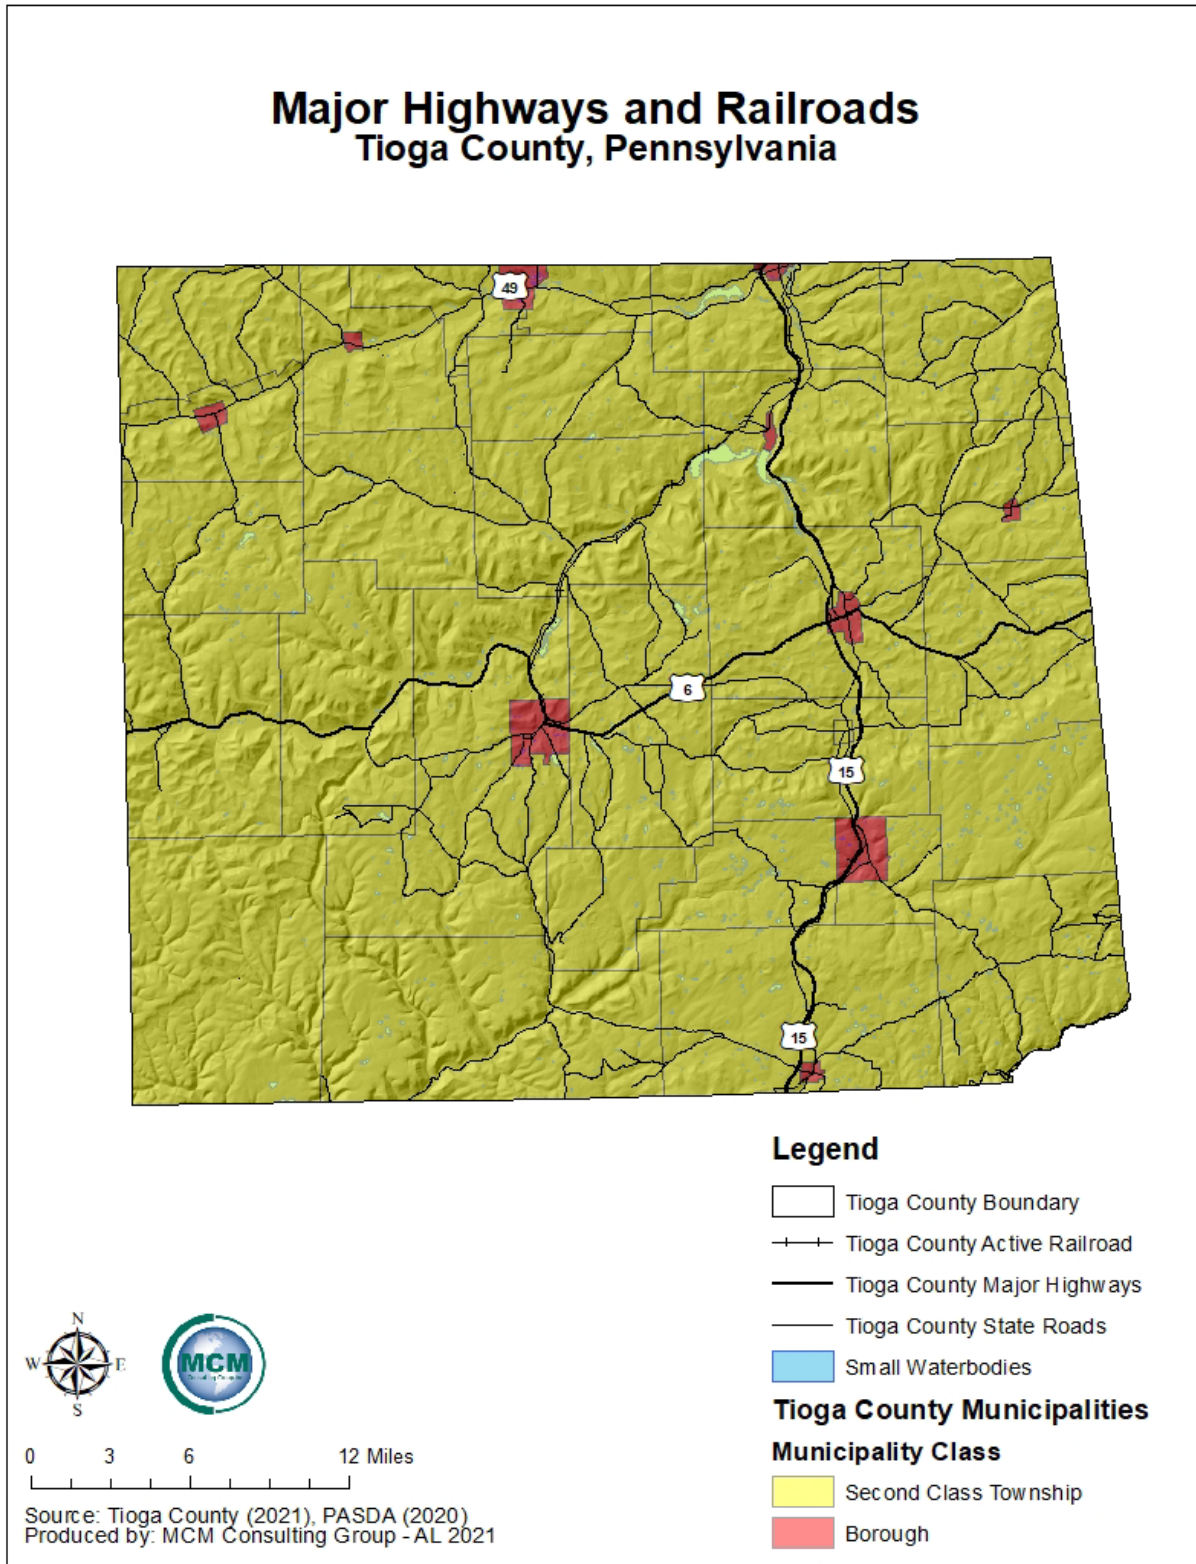 Major Highways and Railroads
Tioga County, Pennsylvania
49
6
15
15
Legend
Tioga County Boundary
Tioga County Active Railroad
Tioga County Major Highways
Tioga County State Roads
Small Waterbodies
Tioga County Municipalities
Municipality Class
Second Class Township
Borough
N
W E
S
MCM
Consulting Group
0 3 6 12 Miles
Source: Tioga County (2021), PASDA (2020)
Produced by: MCM Consulting Group - AL 2021